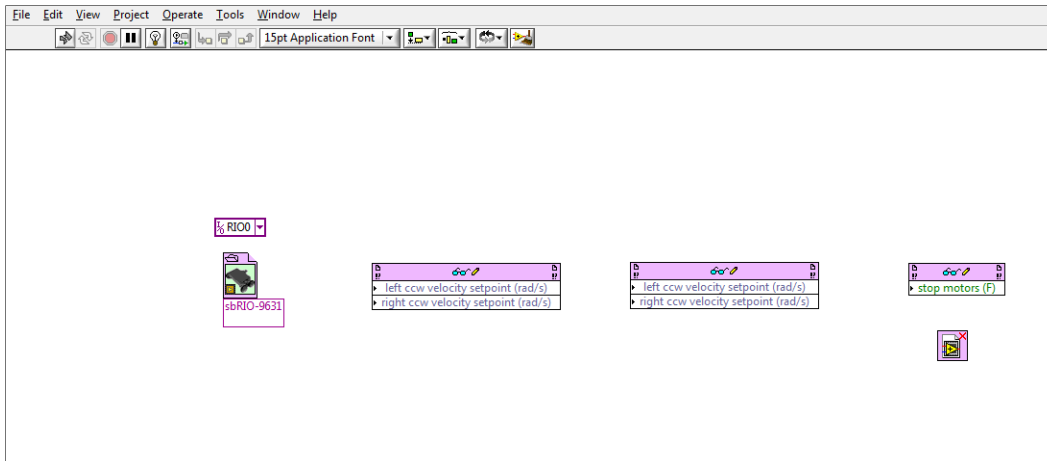 File Edit View Project Operate Tools Window Help
15pt Application Font
I/O RIO0
sbRIO-9631
left ccw velocity setpoint (rad/s)
right ccw velocity setpoint (rad/s)
left ccw velocity setpoint (rad/s)
right ccw velocity setpoint (rad/s)
stop motors (F)